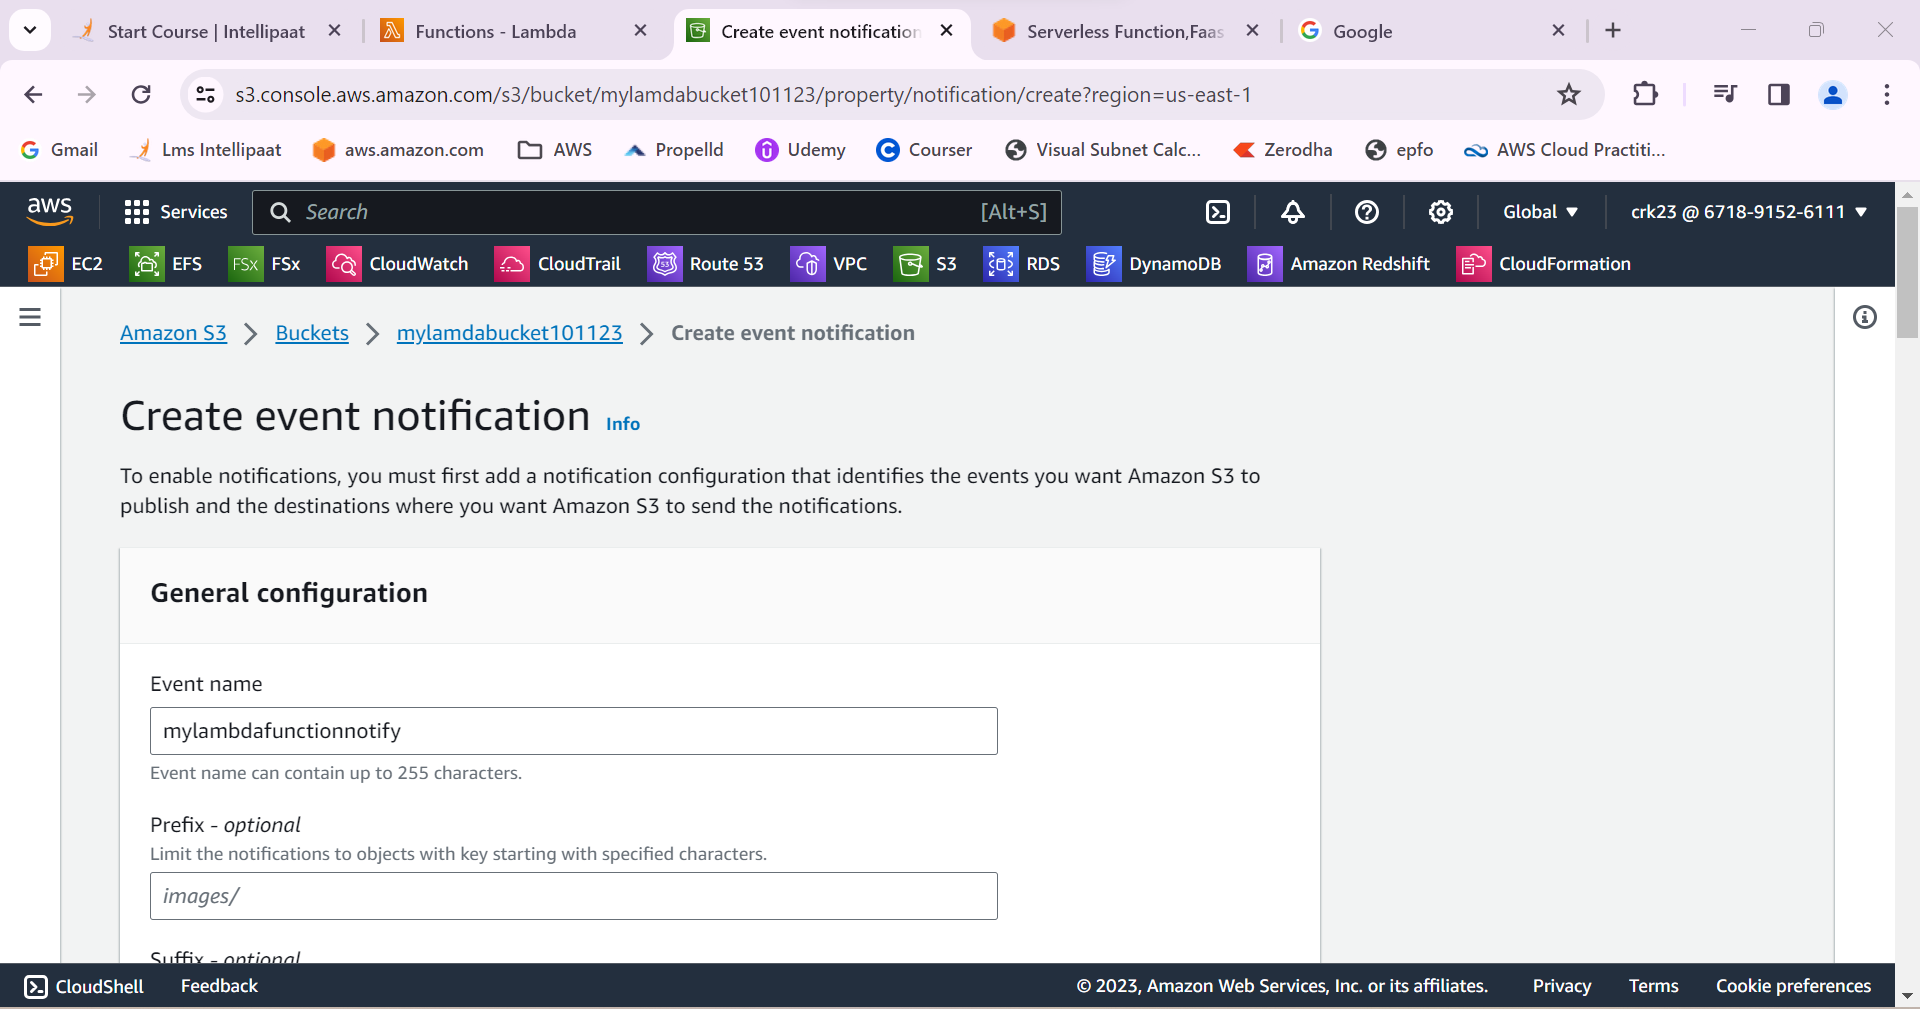 Start Course | Intellipaat
Functions - Lambda
Create event notification
Serverless Function,Faas
Google
s3.console.aws.amazon.com/s3/bucket/mylamdabucket101123/property/notification/create?region=us-east-1
Gmail
Lms Intellipaat
aws.amazon.com
AWS
Propelld
Udemy
Courser
Visual Subnet Calc...
Zerodha
epfo
AWS Cloud Practiti...
aws
Services
Search
[Alt+S]
Global
crk23 @ 6718-9152-6111
EC2
EFS
FSx
FSx
CloudWatch
CloudTrail
53
Route 53
VPC
S3
RDS
DynamoDB
Amazon Redshift
CloudFormation
Amazon S3
Buckets
mylamdabucket101123
Create event notification
Create event notification Info
To enable notifications, you must first add a notification configuration that identifies the events you want Amazon S3 to
publish and the destinations where you want Amazon S3 to send the notifications.
General configuration
Event name
mylambdafunctionnotify
Event name can contain up to 255 characters.
Prefix - optional
Limit the notifications to objects with key starting with specified characters.
images/
Suffix - optional
CloudShell
Feedback
© 2023, Amazon Web Services, Inc. or its affiliates.
Privacy
Terms
Cookie preferences